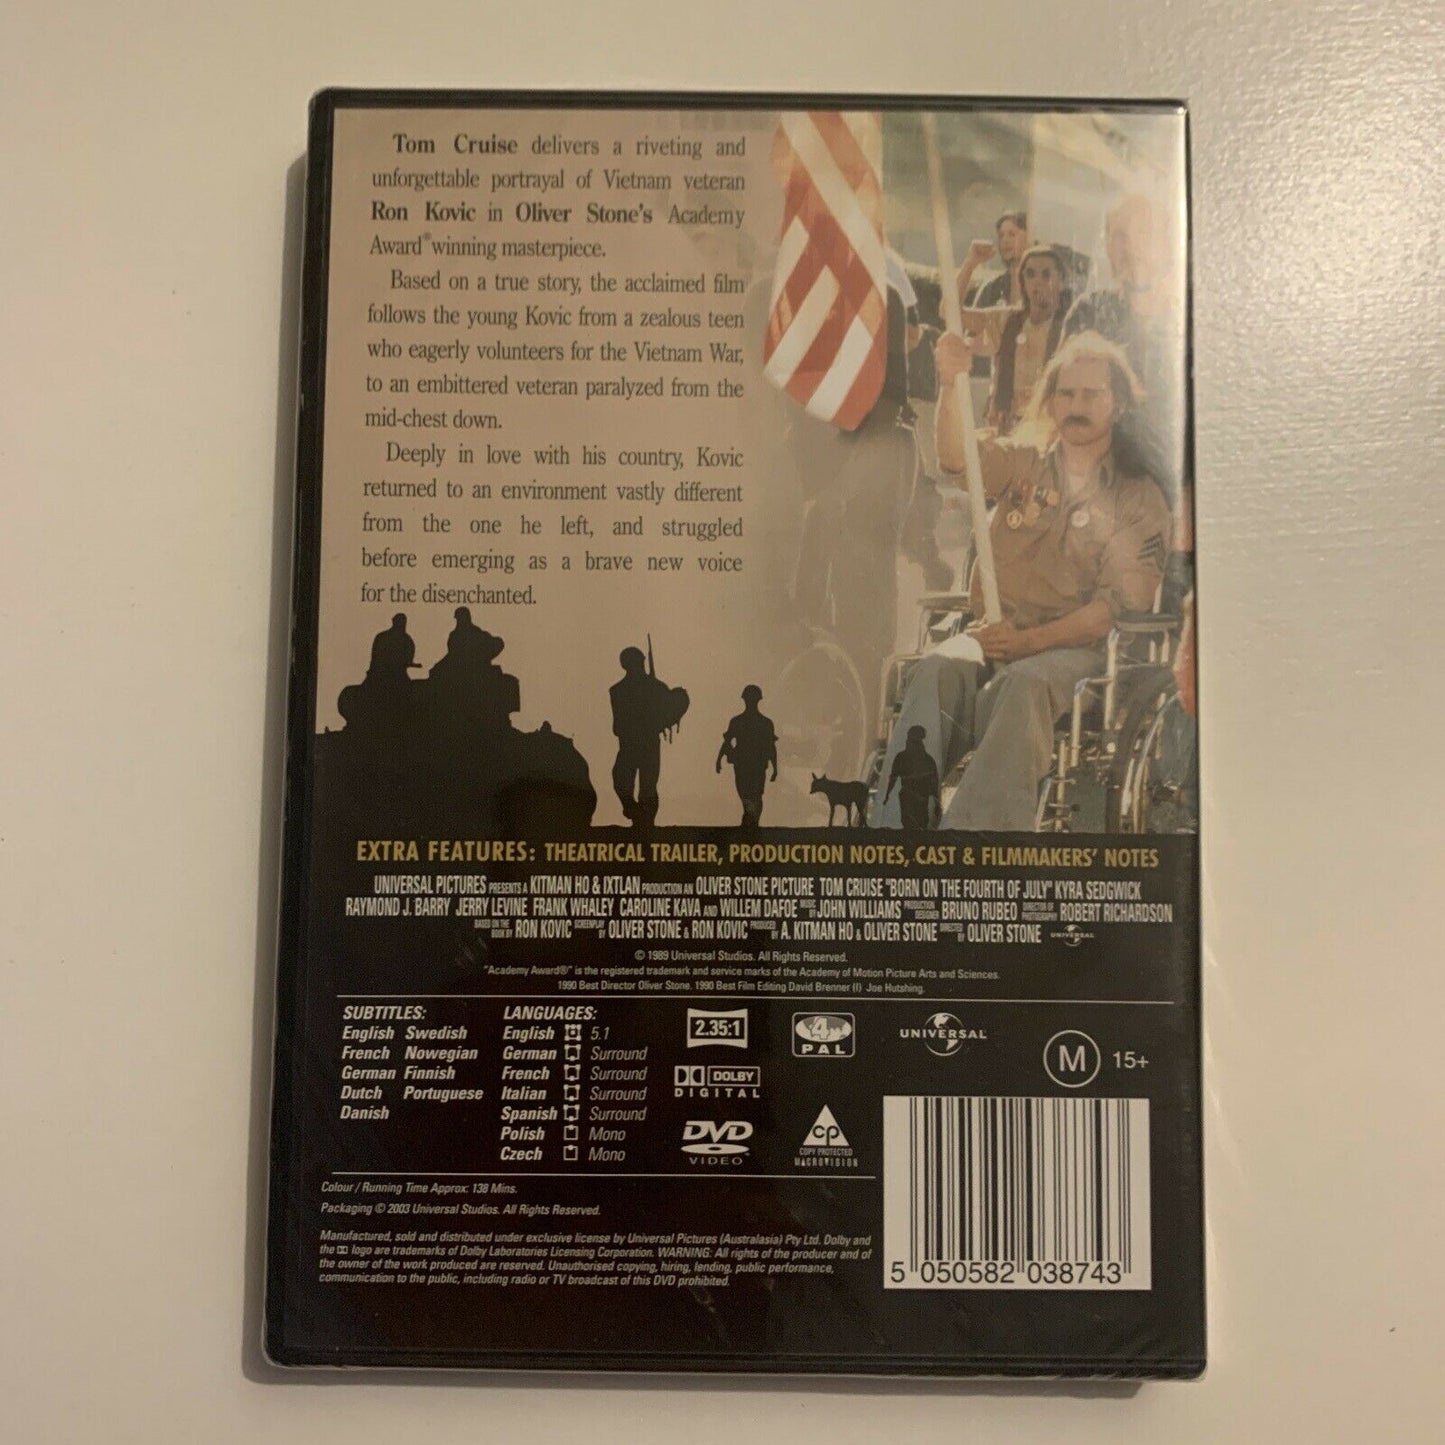 Tom Cruise delivers a riveting and
unforgettable portrayal of Vietnam veteran
Ron Kovic in Oliver Stone's Academy
Award® winning masterpiece.
Based on a true story, the acclaimed film
follows the young Kovic from a zealous teen
who eagerly volunteers for the Vietnam War,
to an embittered veteran paralyzed from the
mid-chest down.
Deeply in love with his country, Kovic
returned to an environment vastly different
from the one he left, and struggled
before emerging as a brave new voice
for the disenchanted.
EXTRA FEATURES: THEATRICAL TRAILER, PRODUCTION NOTES, CAST & FILMMAKERS' NOTES
UNIVERSAL PICTURES PRESENTS A KITMAN HO & IXTLAN PRODUCTION AN OLIVER STONE PICTURE TOM CRUISE "BORN ON THE FOURTH OF JULY" KYRA SEDGWICK
RAYMOND J. BARRY JERRY LEVINE FRANK WHALEY CAROLINE KAVA AND WILLEM DAFOE MUSIC BY JOHN WILLIAMS PRODUCTION DESIGNER BRUNO RUBEO DIRECTOR OF PHOTOGRAPHY ROBERT RICHARDSON
BASED ON THE BOOK BY RON KOVIC SCREENPLAY BY OLIVER STONE & RON KOVIC PRODUCED BY A. KITMAN HO & OLIVER STONE DIRECTED BY OLIVER STONE UNIVERSAL
© 1989 Universal Studios. All Rights Reserved.
"Academy Award®" is the registered trademark and service marks of the Academy of Motion Picture Arts and Sciences.
1990 Best Director Oliver Stone. 1990 Best Film Editing David Brenner (I) Joe Hutshing.
SUBTITLES:
English Swedish
French Nowegian
German Finnish
Dutch Portuguese
Danish
LANGUAGES:
English 5.1
German Surround
French Surround
Italian Surround
Spanish Surround
Polish Mono
Czech Mono
2.35:1
DOLBY
DIGITAL
DVD
VIDEO
4
PAL
cp
COPY PROTECTED
MACROVISION
UNIVERSAL
M 15+
Colour / Running Time Approx: 138 Mins.
Packaging © 2003 Universal Studios. All Rights Reserved.
Manufactured, sold and distributed under exclusive license by Universal Pictures (Australasia) Pty Ltd. Dolby and
the logo are trademarks of Dolby Laboratories Licensing Corporation. WARNING: All rights of the producer and of
the owner of the work produced are reserved. Unauthorised copying, hiring, lending, public performance,
communication to the public, including radio or TV broadcast of this DVD prohibited.
5 050582 038743